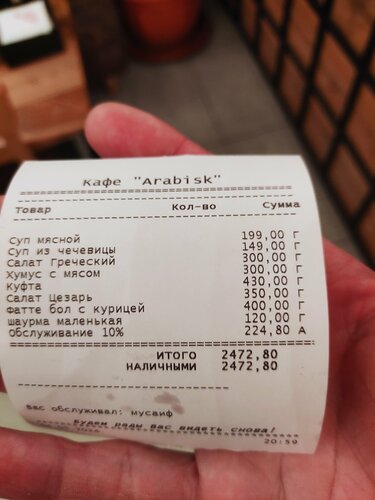 Кафе "Arabisk"
Товар Кол-во Сумма
Суп мясной 199,00 Г
Суп из чечевицы 149,00 Г
Салат Греческий 300,00 Г
Хумус с мясом 300,00 Г
Куфта 430,00 Г
Салат Цезарь 350,00 Г
Фатте бол с курицей 400,00 Г
шаурма маленькая 120,00 Г
Обслуживание 10% 224,80 А
ИТОГО 2472,80
НАЛИЧНЫМИ 2472,80
Вас обслуживал: мусаиф
Будем рады вас видеть снова!
20:59